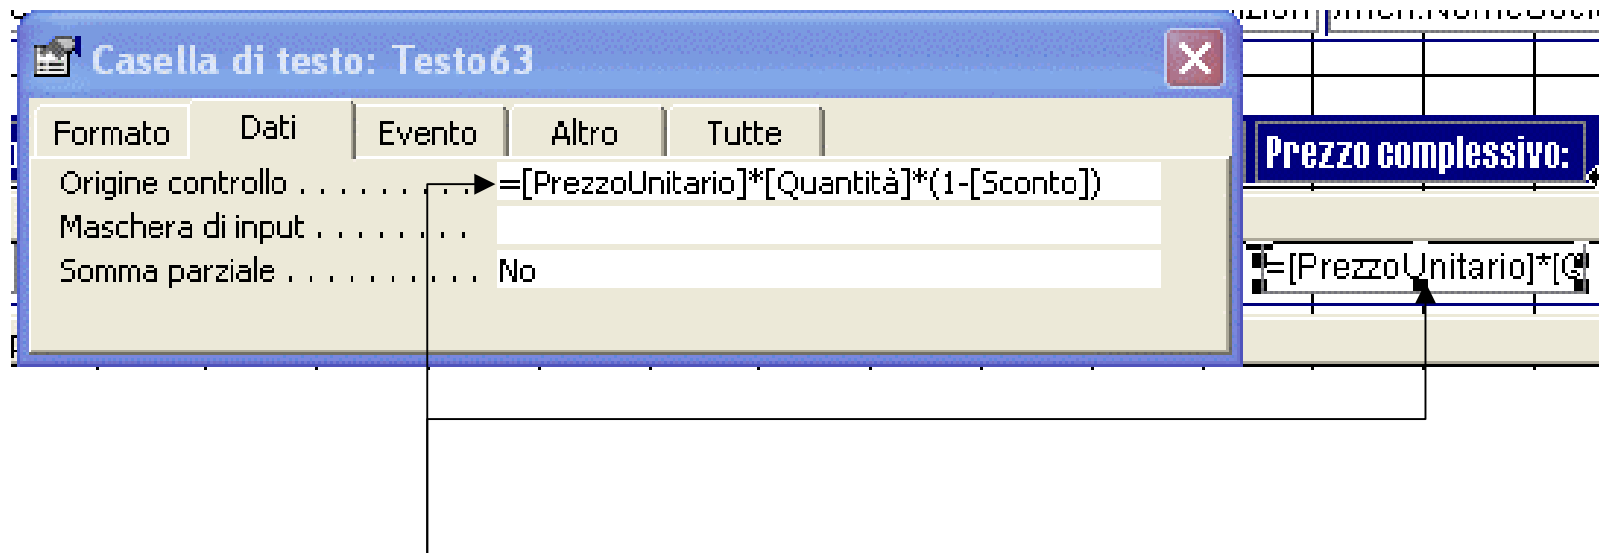 Casella di testo: Testo63
Formato Dati Evento Altro Tutte
Origine controllo . . . . . . . . . =[PrezzoUnitario]*[Quantità]*(1-[Sconto])
Maschera di input . . . . . . . .
Somma parziale . . . . . . . . . . No
Prezzo complessivo:
=[PrezzoUnitario]*[Q